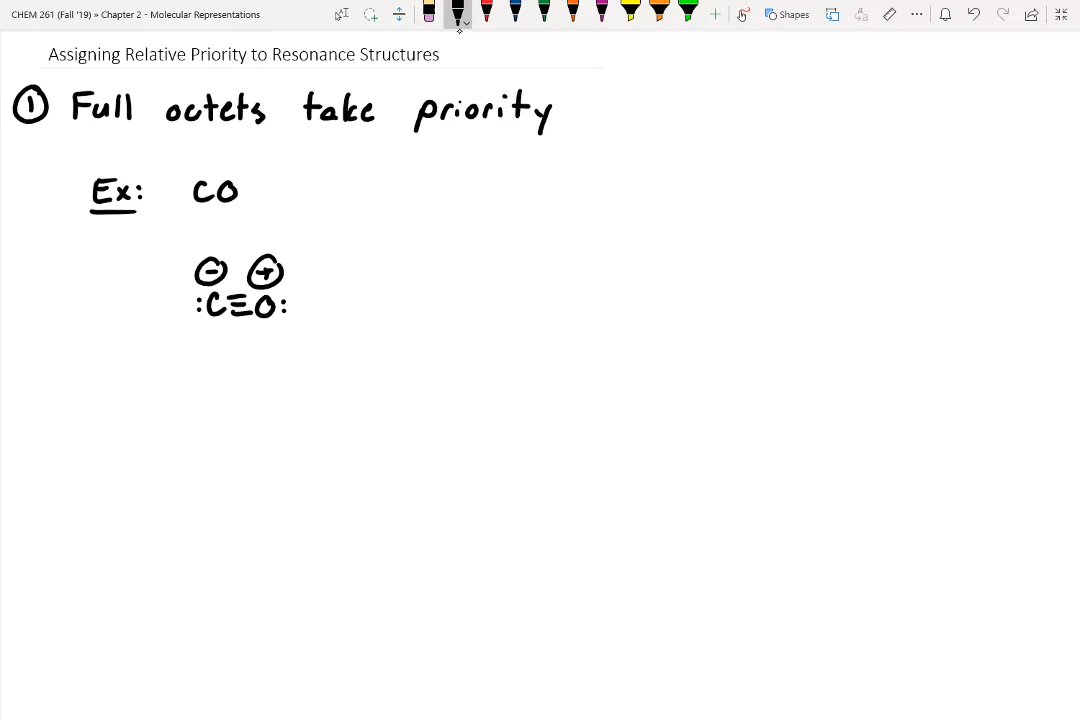 CHEM 261 (Fall '19) » Chapter 2 - Molecular Representations
Shapes
Assigning Relative Priority to Resonance Structures
① Full octets take priority
Ex: CO
⊖ ⊕
:C≡O: